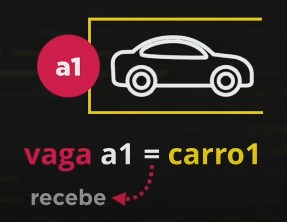 a1
vaga a1 = carro1
recebe